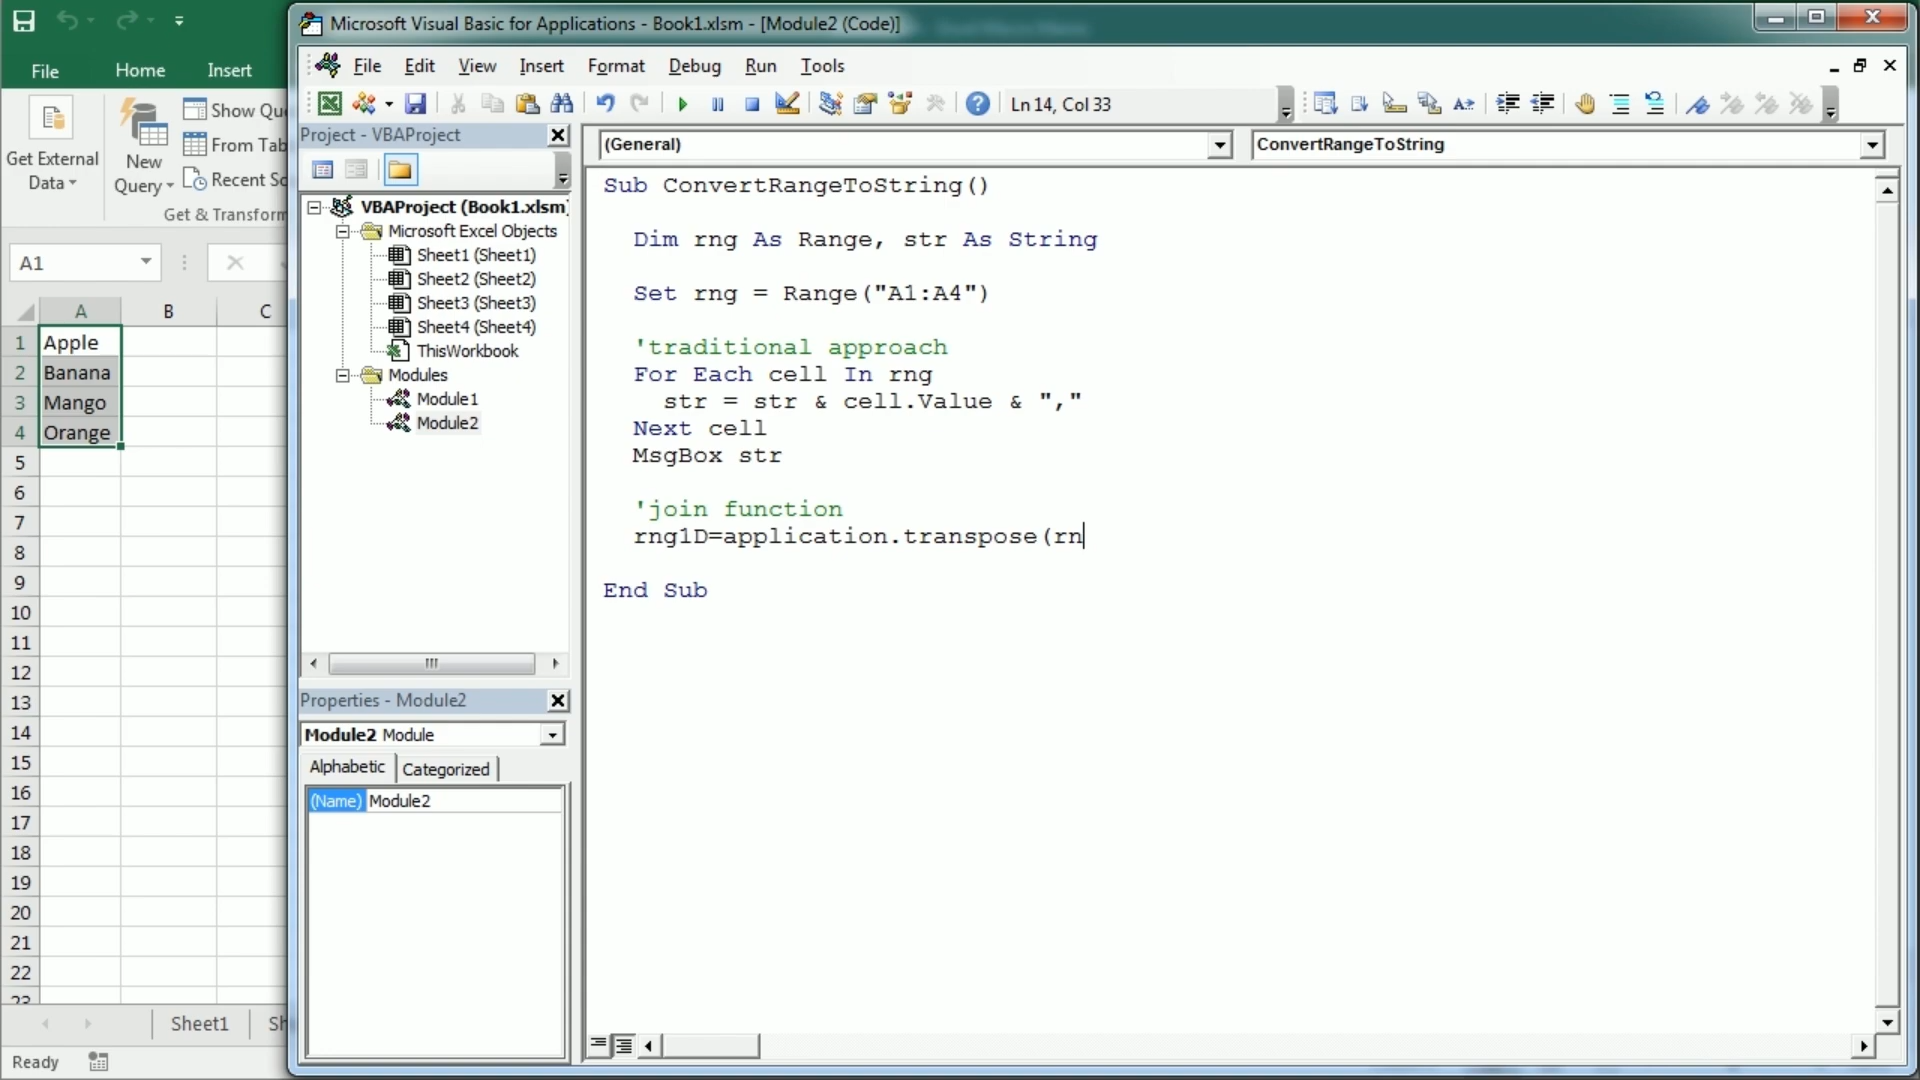 Microsoft Visual Basic for Applications - Book1.xlsm - [Module2 (Code)]
File Home Insert
File Edit View Insert Format Debug Run Tools
Ln 14, Col 33
Get External
Data
New
Query
Show Qu
From Tab
Recent So
Get & Transform
A1
A B C
1 Apple
2 Banana
3 Mango
4 Orange
5
6
7
8
9
10
11
12
13
14
15
16
17
18
19
20
21
22
23
Sheet1 Sh
Ready
Project - VBAProject
VBAProject (Book1.xlsm)
Microsoft Excel Objects
Sheet1 (Sheet1)
Sheet2 (Sheet2)
Sheet3 (Sheet3)
Sheet4 (Sheet4)
ThisWorkbook
Modules
Module1
Module2
Properties - Module2
Module2 Module
Alphabetic Categorized
(Name) Module2
(General) ConvertRangeToString
Sub ConvertRangeToString()
Dim rng As Range, str As String
Set rng = Range("A1:A4")
'traditional approach
For Each cell In rng
str = str & cell.Value & ","
Next cell
MsgBox str
'join function
rng1D=application.transpose(rn
End Sub